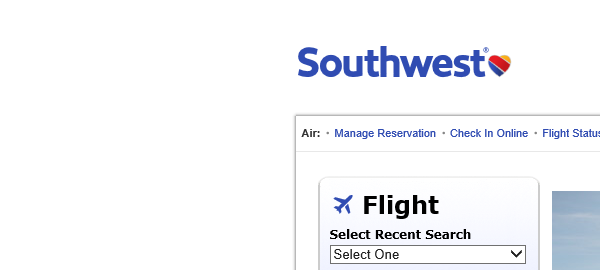 Southwest®
Air: • Manage Reservation • Check In Online • Flight Status
Flight
Select Recent Search
Select One